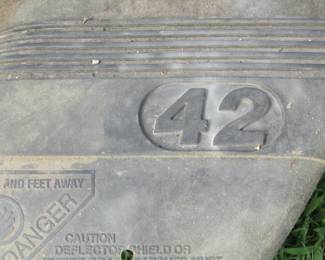 42
AND FEET AWAY
DANGER
CAUTION
DEFLECTOR SHIELD OR